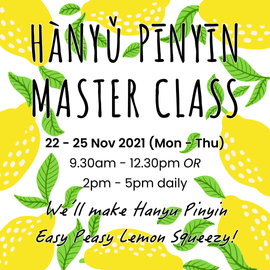 HÀNYǓ PĪNYĪN
MASTER CLASS
22 - 25 Nov 2021 (Mon - Thu)
9.30am - 12.30pm OR
2pm - 5pm daily
We'll make Hanyu Pinyin
Easy Peasy Lemon Squeezy!